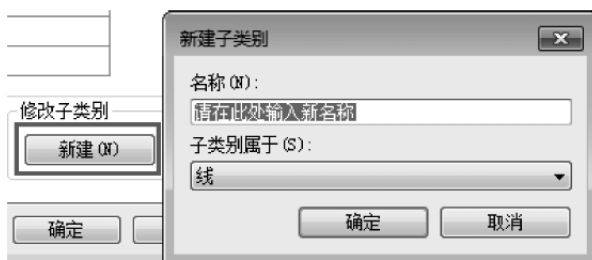 新建子类别
名称(N):
请在此处输入新名称
修改子类别
子类别属于(S):
新建(N)
线
确定
取消
确定